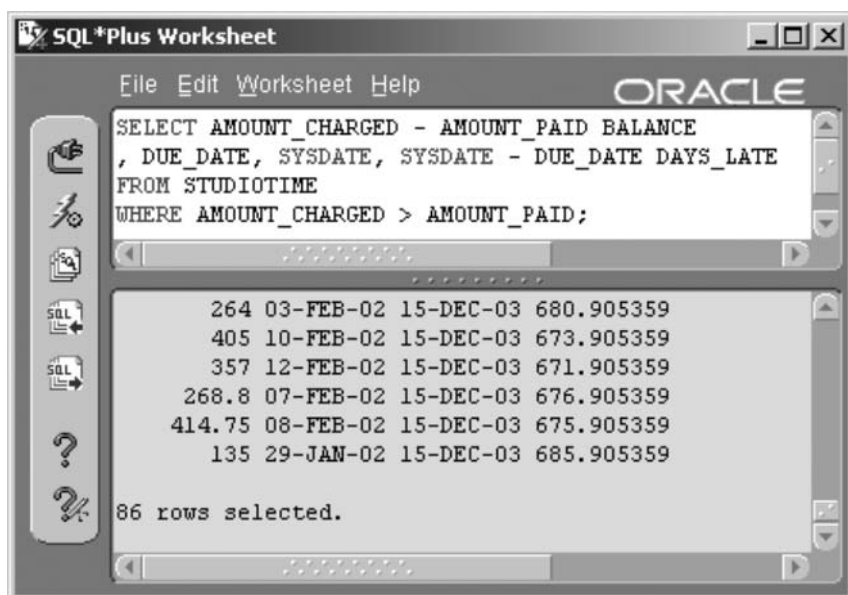 SQL*Plus Worksheet
File Edit Worksheet Help
ORACLE
SELECT AMOUNT_CHARGED - AMOUNT_PAID BALANCE
, DUE_DATE, SYSDATE, SYSDATE - DUE_DATE DAYS_LATE
FROM STUDIOTIME
WHERE AMOUNT_CHARGED > AMOUNT_PAID;
264 03-FEB-02 15-DEC-03 680.905359
405 10-FEB-02 15-DEC-03 673.905359
357 12-FEB-02 15-DEC-03 671.905359
268.8 07-FEB-02 15-DEC-03 676.905359
414.75 08-FEB-02 15-DEC-03 675.905359
135 29-JAN-02 15-DEC-03 685.905359
86 rows selected.
SQL
SQL